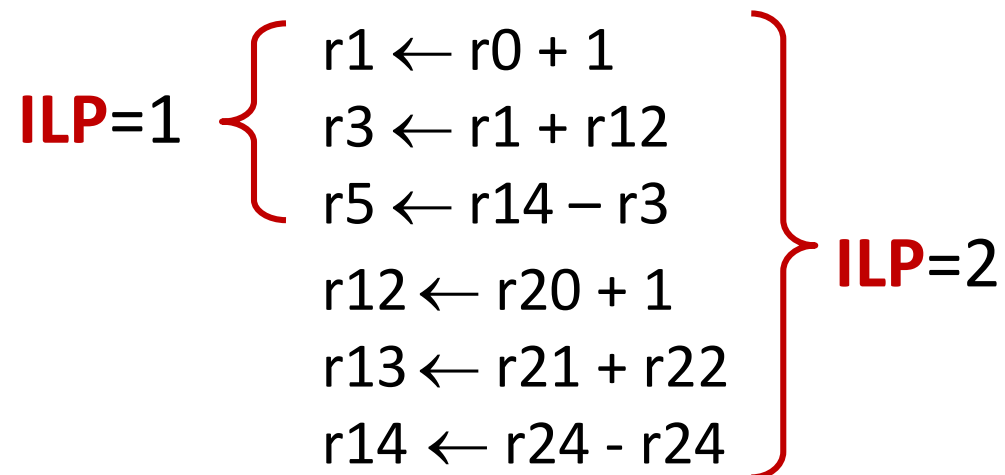 r1 ← r0 + 1
ILP=1
r3 ← r1 + r12
r5 ← r14 – r3
ILP=2
r12 ← r20 + 1
r13 ← r21 + r22
r14 ← r24 - r24